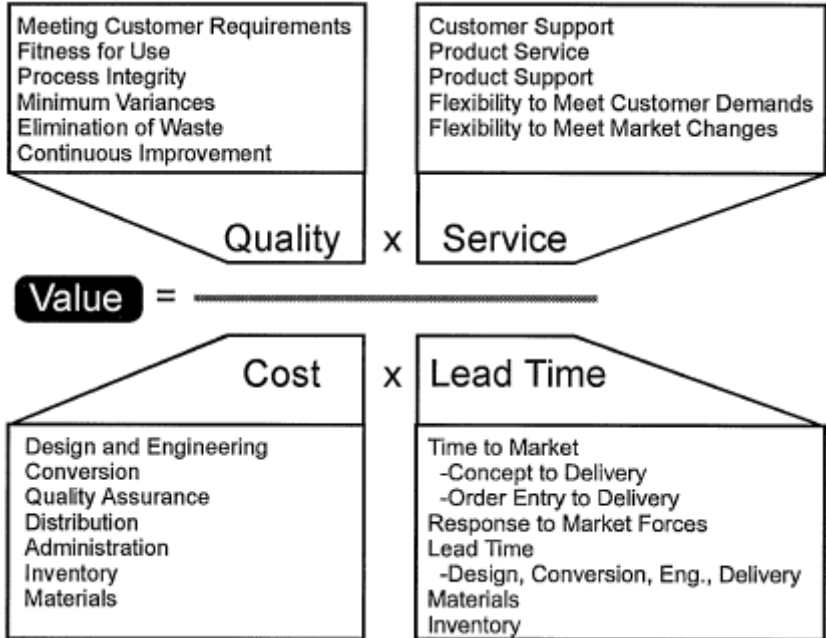 Meeting Customer Requirements
Fitness for Use
Process Integrity
Minimum Variances
Elimination of Waste
Continuous Improvement
Customer Support
Product Service
Product Support
Flexibility to Meet Customer Demands
Flexibility to Meet Market Changes
Quality x Service
Value =
Cost x Lead Time
Design and Engineering
Conversion
Quality Assurance
Distribution
Administration
Inventory
Materials
Time to Market
-Concept to Delivery
-Order Entry to Delivery
Response to Market Forces
Lead Time
-Design, Conversion, Eng., Delivery
Materials
Inventory